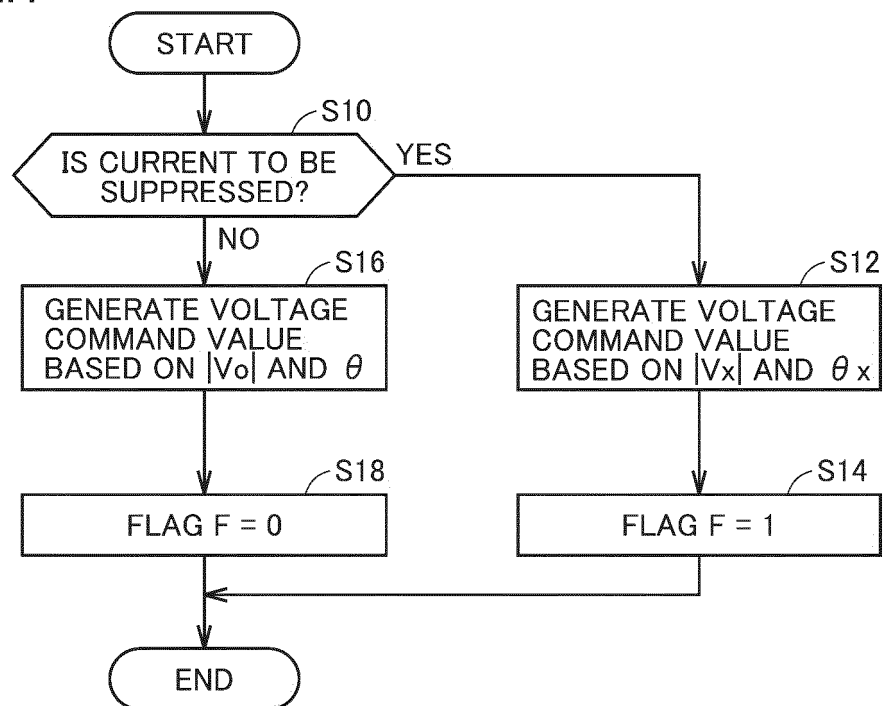 START
S10
IS CURRENT TO BE
SUPPRESSED?
YES
NO
S16
GENERATE VOLTAGE
COMMAND VALUE
BASED ON |Vo| AND θ
S12
GENERATE VOLTAGE
COMMAND VALUE
BASED ON |Vx| AND θx
S18
FLAG F = 0
S14
FLAG F = 1
END